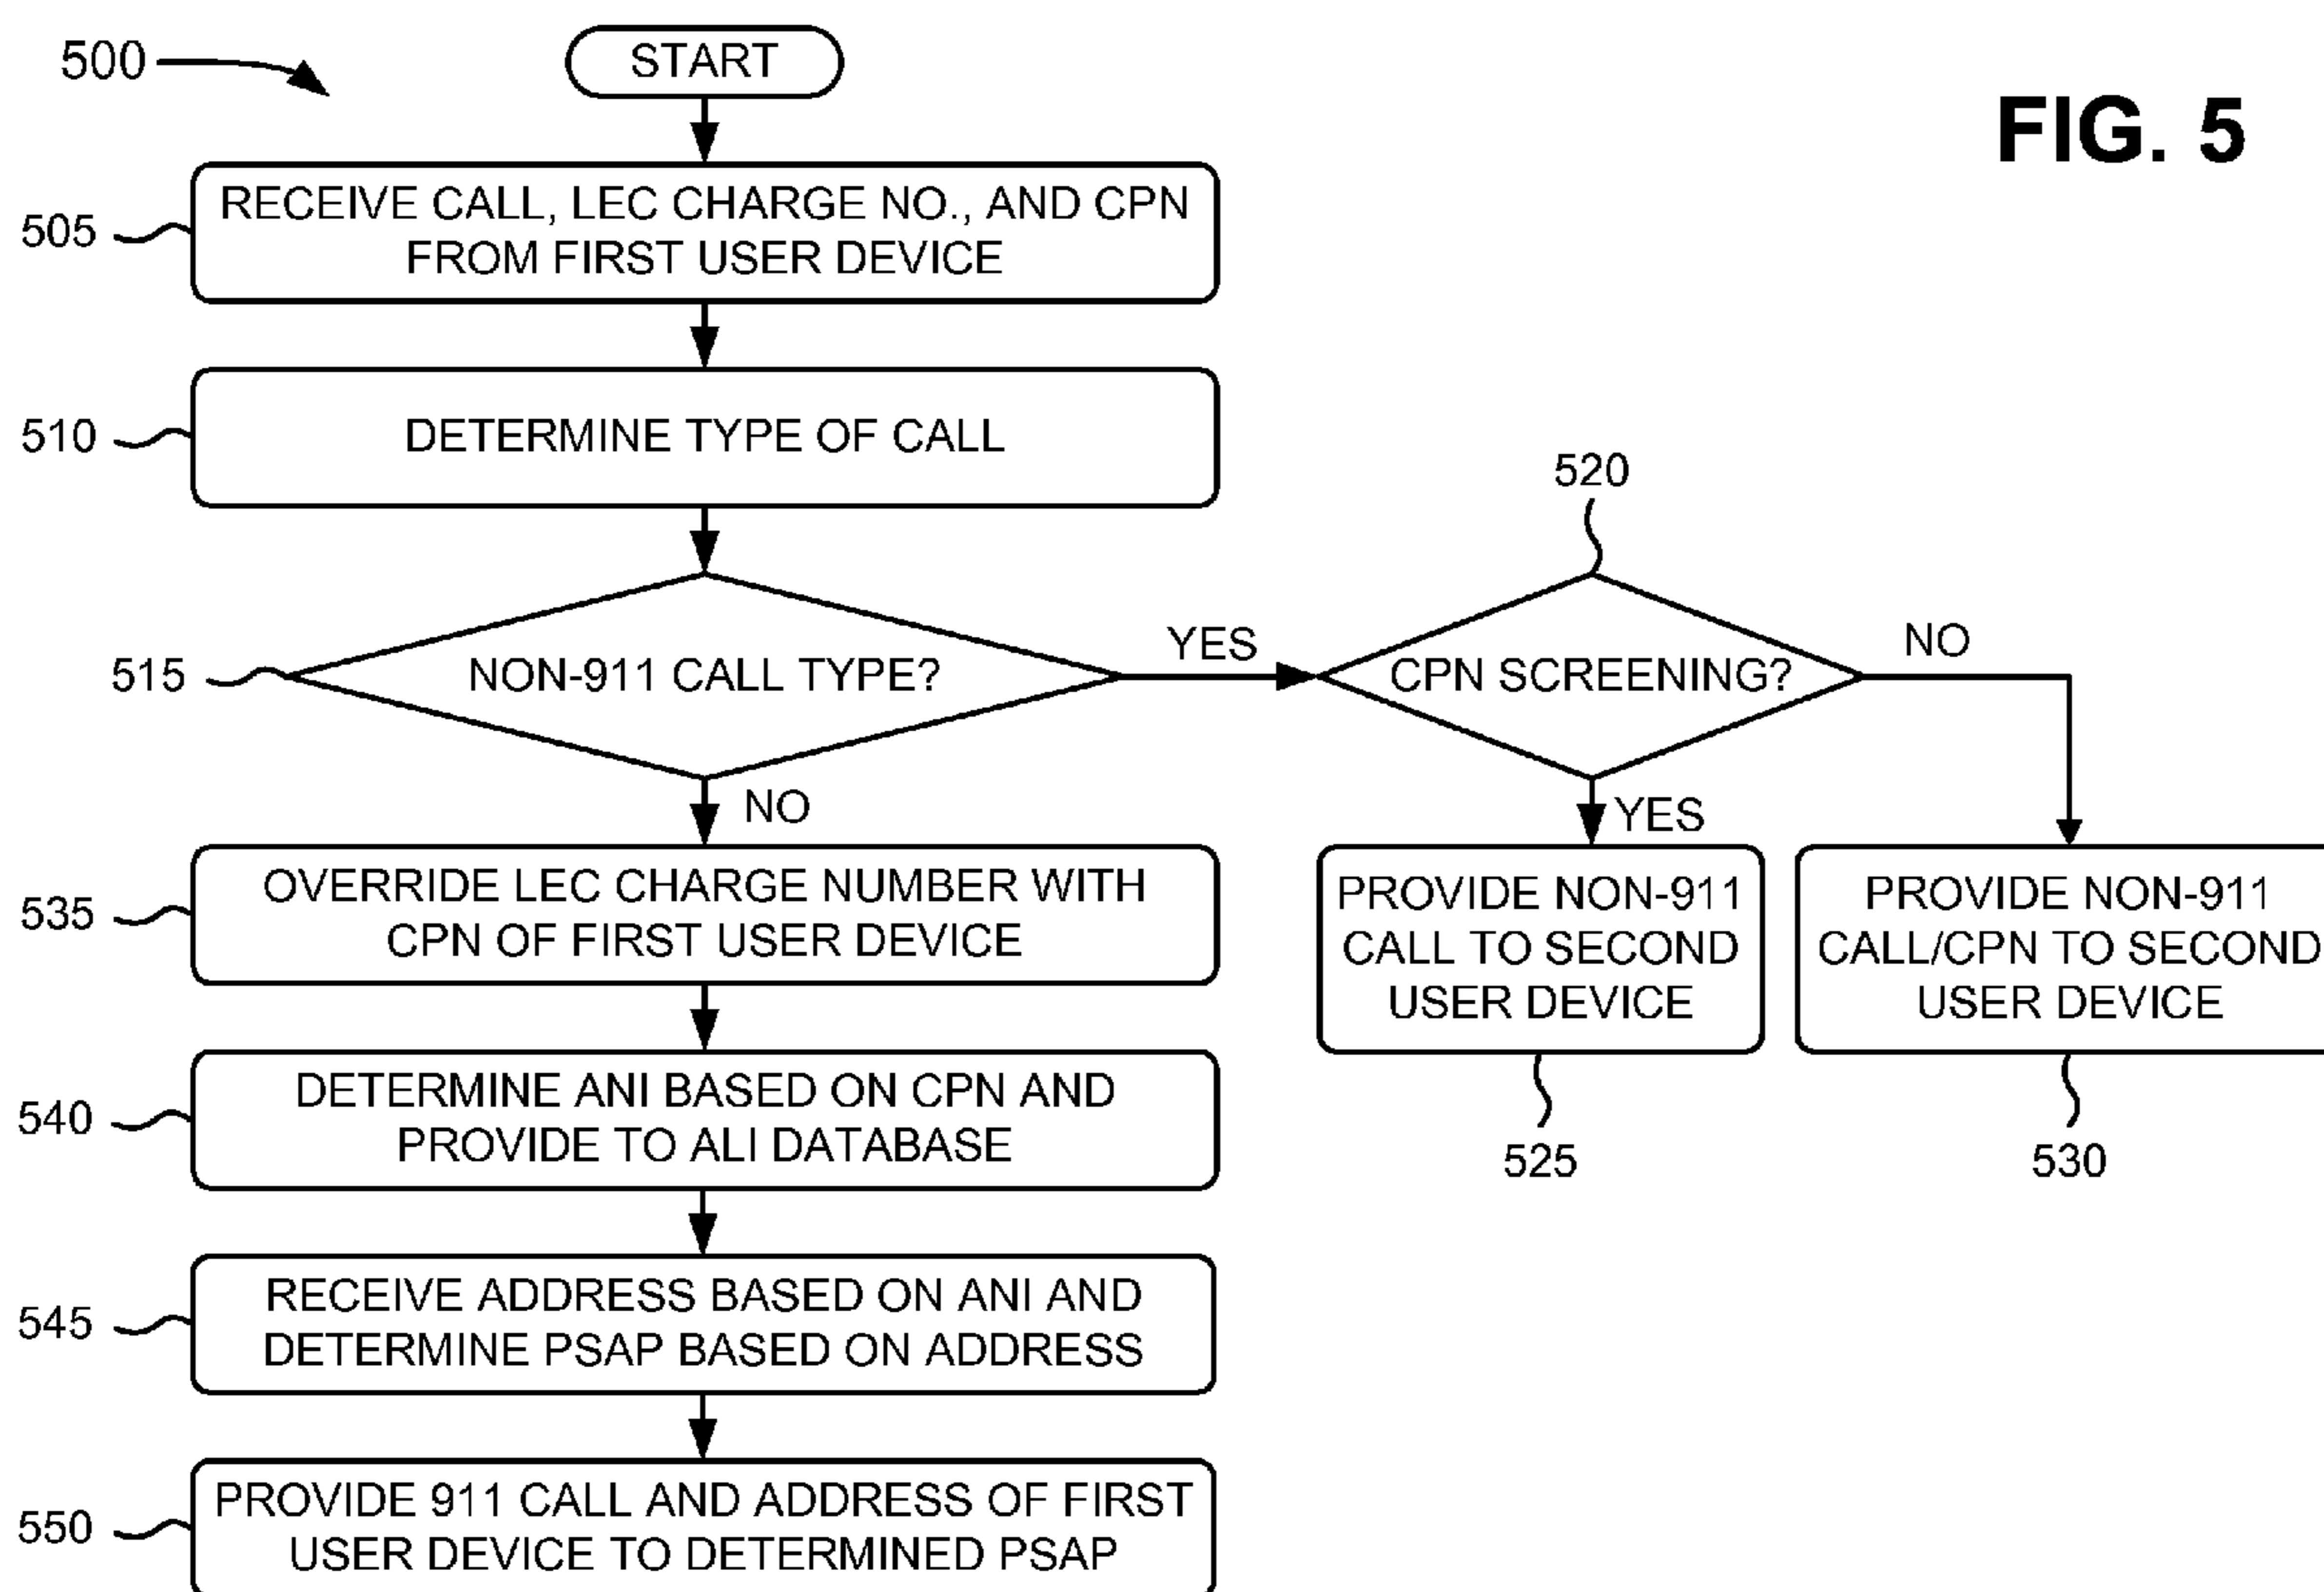 500
START
FIG. 5
505
RECEIVE CALL, LEC CHARGE NO., AND CPN
FROM FIRST USER DEVICE
510
DETERMINE TYPE OF CALL
515
NON-911 CALL TYPE?
YES
NO
520
CPN SCREENING?
NO
YES
525
PROVIDE NON-911
CALL TO SECOND
USER DEVICE
530
PROVIDE NON-911
CALL/CPN TO SECOND
USER DEVICE
535
OVERRIDE LEC CHARGE NUMBER WITH
CPN OF FIRST USER DEVICE
540
DETERMINE ANI BASED ON CPN AND
PROVIDE TO ALI DATABASE
545
RECEIVE ADDRESS BASED ON ANI AND
DETERMINE PSAP BASED ON ADDRESS
550
PROVIDE 911 CALL AND ADDRESS OF FIRST
USER DEVICE TO DETERMINED PSAP